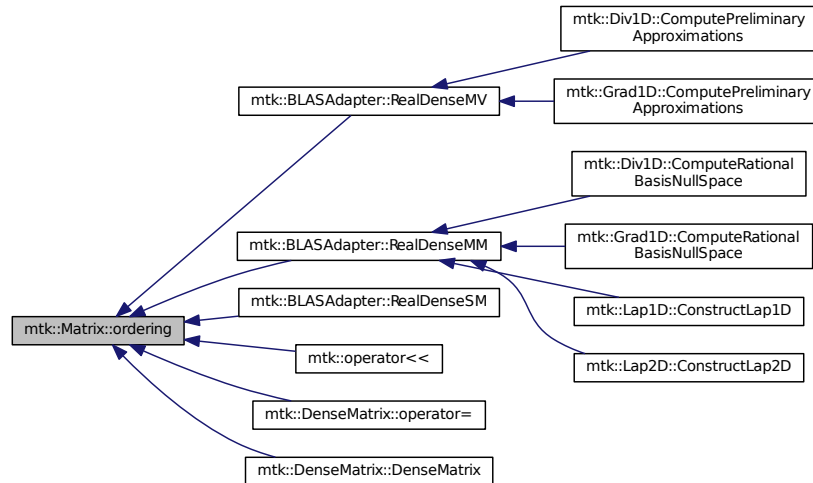 mtk::Div1D::ComputePreliminary
Approximations
mtk::BLASAdapter::RealDenseMV
mtk::Grad1D::ComputePreliminary
Approximations
mtk::Div1D::ComputeRational
BasisNullSpace
mtk::BLASAdapter::RealDenseMM
mtk::Grad1D::ComputeRational
BasisNullSpace
mtk::BLASAdapter::RealDenseSM
mtk::Lap1D::ConstructLap1D
mtk::Matrix::ordering
mtk::operator<<
mtk::Lap2D::ConstructLap2D
mtk::DenseMatrix::operator=
mtk::DenseMatrix::DenseMatrix